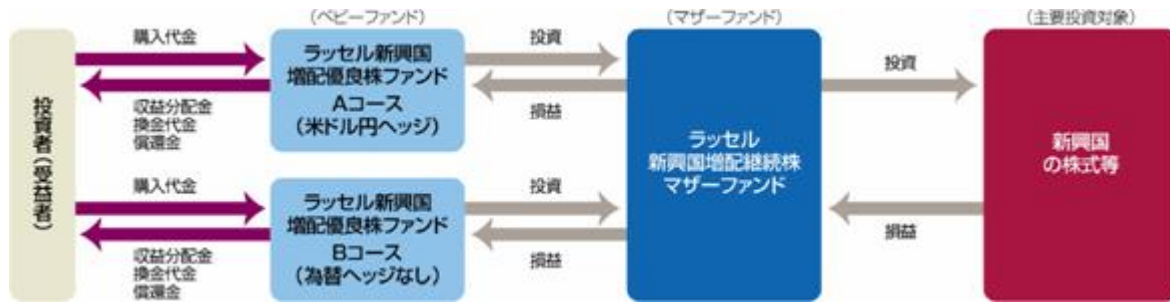 (ベビーファンド)
(マザーファンド)
(主要投資対象)
投資者(受益者)
購入代金
収益分配金
換金代金
償還金
ラッセル新興国
増配優良株ファンド
Aコース
(米ドル円ヘッジ)
投資
損益
購入代金
収益分配金
換金代金
償還金
ラッセル新興国
増配優良株ファンド
Bコース
(為替ヘッジなし)
投資
損益
ラッセル
新興国増配継続株
マザーファンド
投資
損益
新興国
の株式等